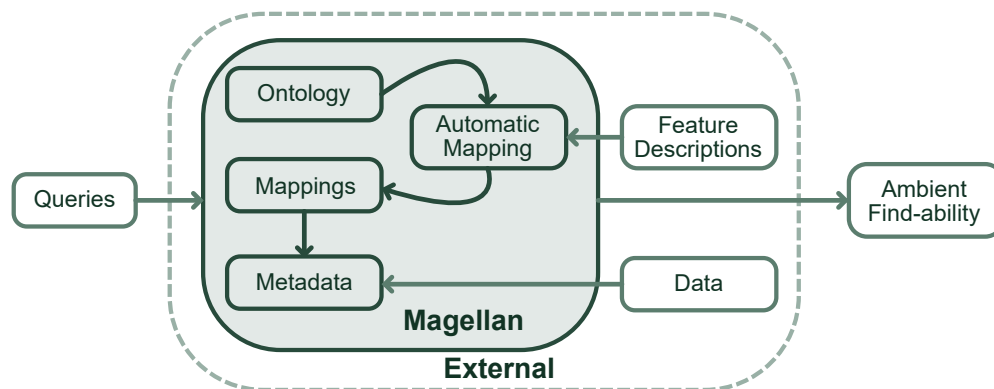 Ontology
Automatic
Mapping
Feature
Descriptions
Queries
Mappings
Ambient
Find-ability
Metadata
Data
Magellan
External